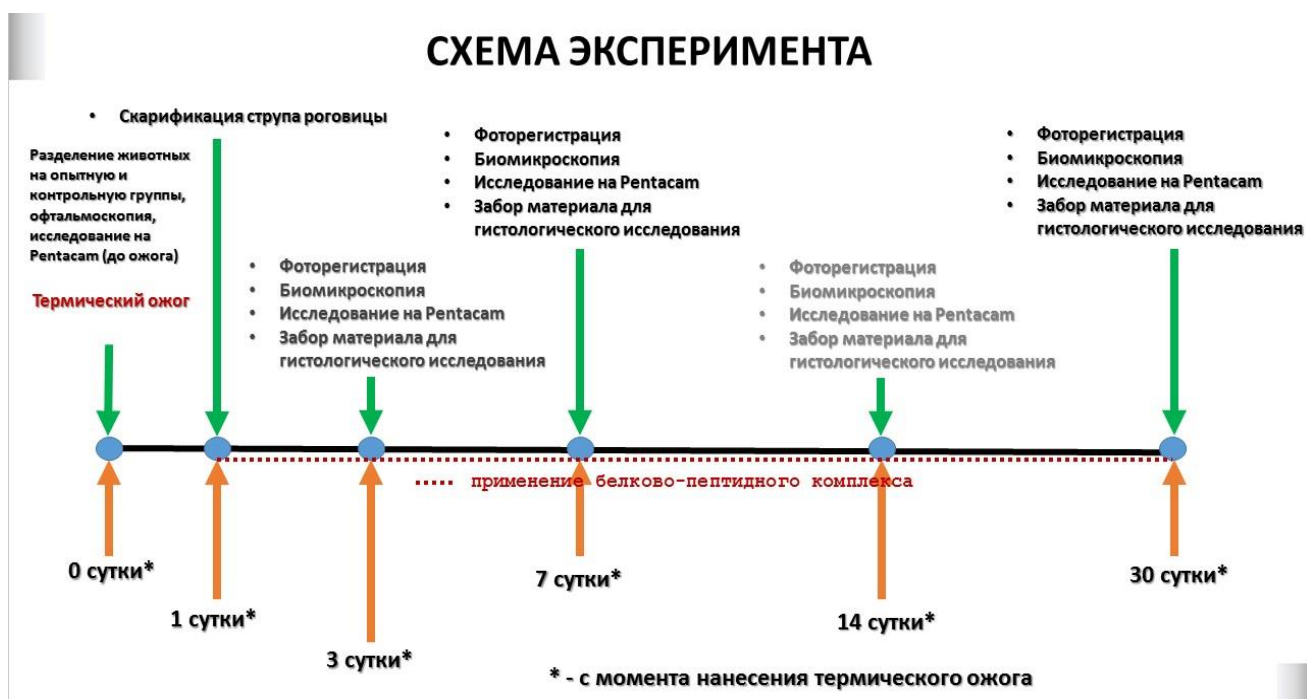 СХЕМА ЭКСПЕРИМЕНТА
• Скарификация струпа роговицы
Разделение животных
на опытную и
контрольную группы,
офтальмоскопия,
исследование на
Pentacam (до ожога)
Термический ожог
• Фоторегистрация
• Биомикроскопия
• Исследование на Pentacam
• Забор материала для
гистологического исследования
• Фоторегистрация
• Биомикроскопия
• Исследование на Pentacam
• Забор материала для
гистологического исследования
• Фоторегистрация
• Биомикроскопия
• Исследование на Pentacam
• Забор материала для
гистологического исследования
• Фоторегистрация
• Биомикроскопия
• Исследование на Pentacam
• Забор материала для
гистологического исследования
применение белково-пептидного комплекса
0 сутки*
1 сутки*
3 сутки*
7 сутки*
14 сутки*
30 сутки*
* - с момента нанесения термического ожога